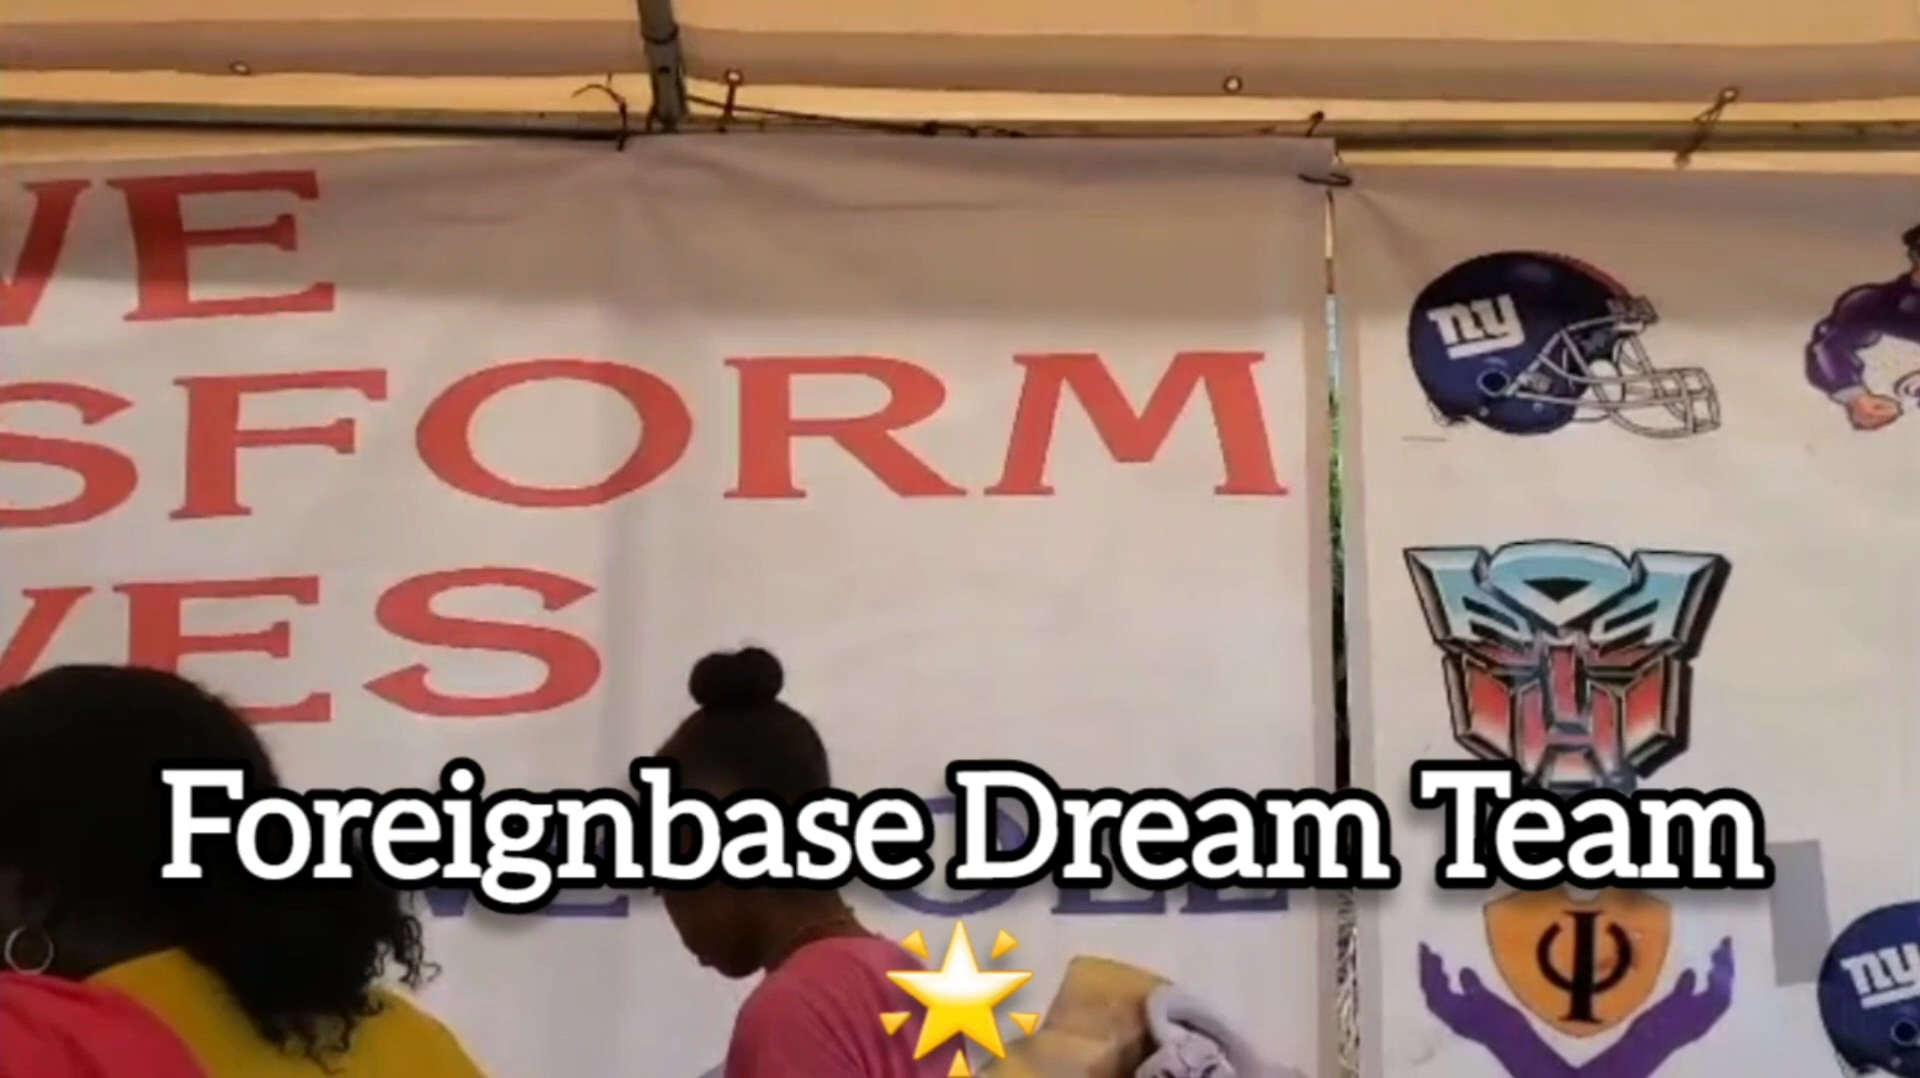 VE
SFORM
VES
Foreignbase Dream Team
ny
ny